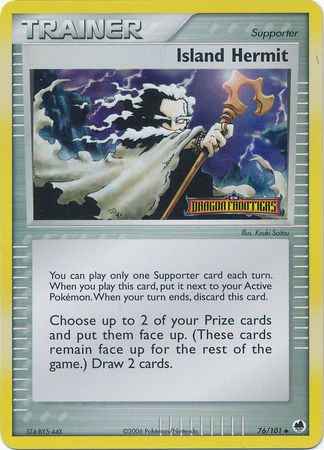 TRAINER
Supporter
Island Hermit
DRAGON FRONTIERS
Illus. Kouki Saitou
You can play only one Supporter card each turn.
When you play this card, put it next to your Active
Pokémon. When your turn ends, discard this card.
Choose up to 2 of your Prize cards
and put them face up. (These cards
remain face up for the rest of the
game.) Draw 2 cards.
ST4-BYS-44X
©2006 Pokémon/Nintendo
76/101